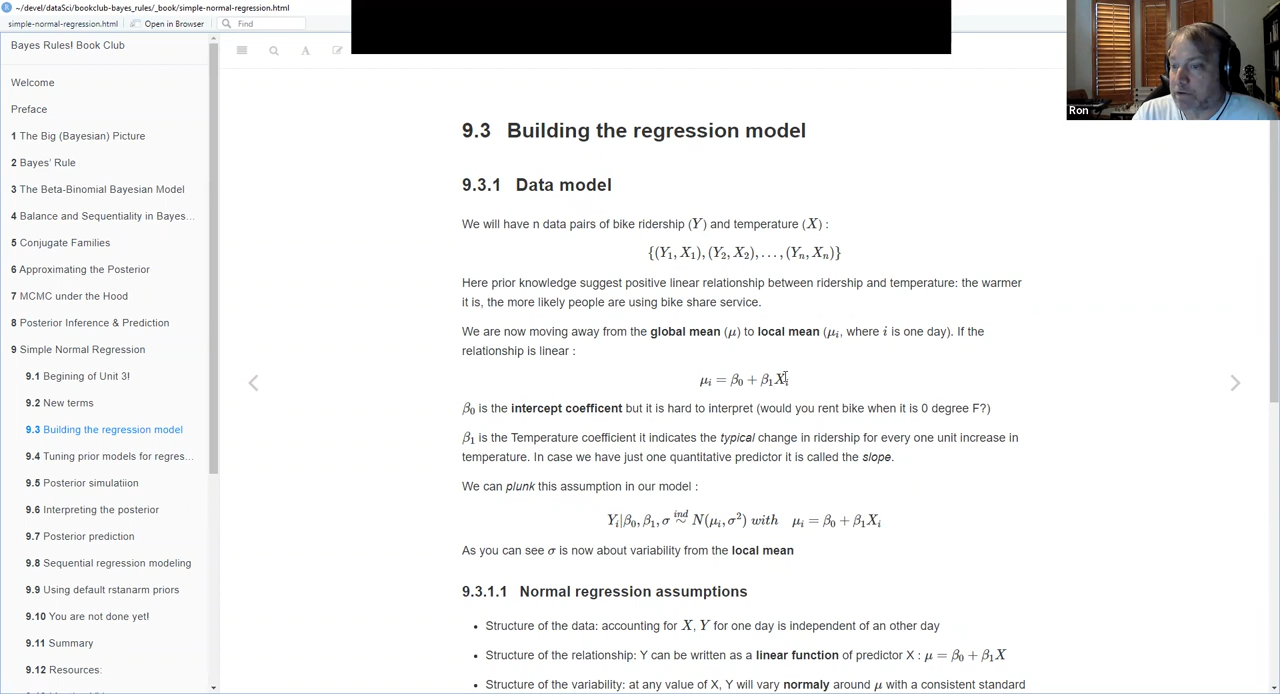 ~/devel/dataSci/bookclub-bayes_rules/_book/simple-normal-regression.html
simple-normal-regression.html
Open in Browser
Find
Bayes Rules! Book Club
Welcome
Preface
1 The Big (Bayesian) Picture
2 Bayes' Rule
3 The Beta-Binomial Bayesian Model
4 Balance and Sequentiality in Bayes...
5 Conjugate Families
6 Approximating the Posterior
7 MCMC under the Hood
8 Posterior Inference & Prediction
9 Simple Normal Regression
9.1 Begining of Unit 3!
9.2 New terms
9.3 Building the regression model
9.4 Tuning prior models for regres...
9.5 Posterior simulatiion
9.6 Interpreting the posterior
9.7 Posterior prediction
9.8 Sequential regression modeling
9.9 Using default rstanarm priors
9.10 You are not done yet!
9.11 Summary
9.12 Resources:
A
9.3 Building the regression model
9.3.1 Data model
We will have n data pairs of bike ridership (Y) and temperature (X) :
{(Y₁, X₁), (Y₂, X₂), . . . , (Yₙ, Xₙ)}
Here prior knowledge suggest positive linear relationship between ridership and temperature: the warmer
it is, the more likely people are using bike share service.
We are now moving away from the global mean (μ) to local mean (μᵢ, where i is one day). If the
relationship is linear :
μᵢ = β₀ + β₁Xᵢ
β₀ is the intercept coefficent but it is hard to interpret (would you rent bike when it is 0 degree F?)
β₁ is the Temperature coefficient it indicates the typical change in ridership for every one unit increase in
temperature. In case we have just one quantitative predictor it is called the slope.
We can plunk this assumption in our model :
Yᵢ|β₀, β₁, σ ind ~ N(μᵢ, σ²) with μᵢ = β₀ + β₁Xᵢ
As you can see σ is now about variability from the local mean
9.3.1.1 Normal regression assumptions
• Structure of the data: accounting for X, Y for one day is independent of an other day
• Structure of the relationship: Y can be written as a linear function of predictor X : μ = β₀ + β₁X
• Structure of the variability: at any value of X, Y will vary normaly around μ with a consistent standard
Ron